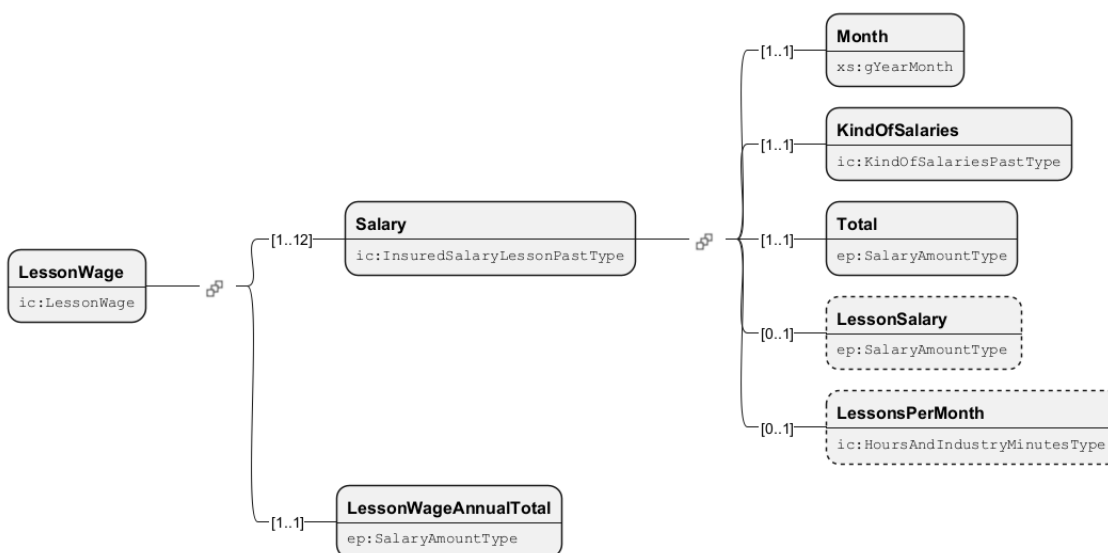 LessonWage
ic:LessonWage
[1..12]
Salary
ic:InsuredSalaryLessonPastType
[1..1]
Month
xs:gYearMonth
[1..1]
KindOfSalaries
ic:KindOfSalariesPastType
[1..1]
Total
ep:SalaryAmountType
[0..1]
LessonSalary
ep:SalaryAmountType
[0..1]
LessonsPerMonth
ic:HoursAndIndustryMinutesType
[1..1]
LessonWageAnnualTotal
ep:SalaryAmountType